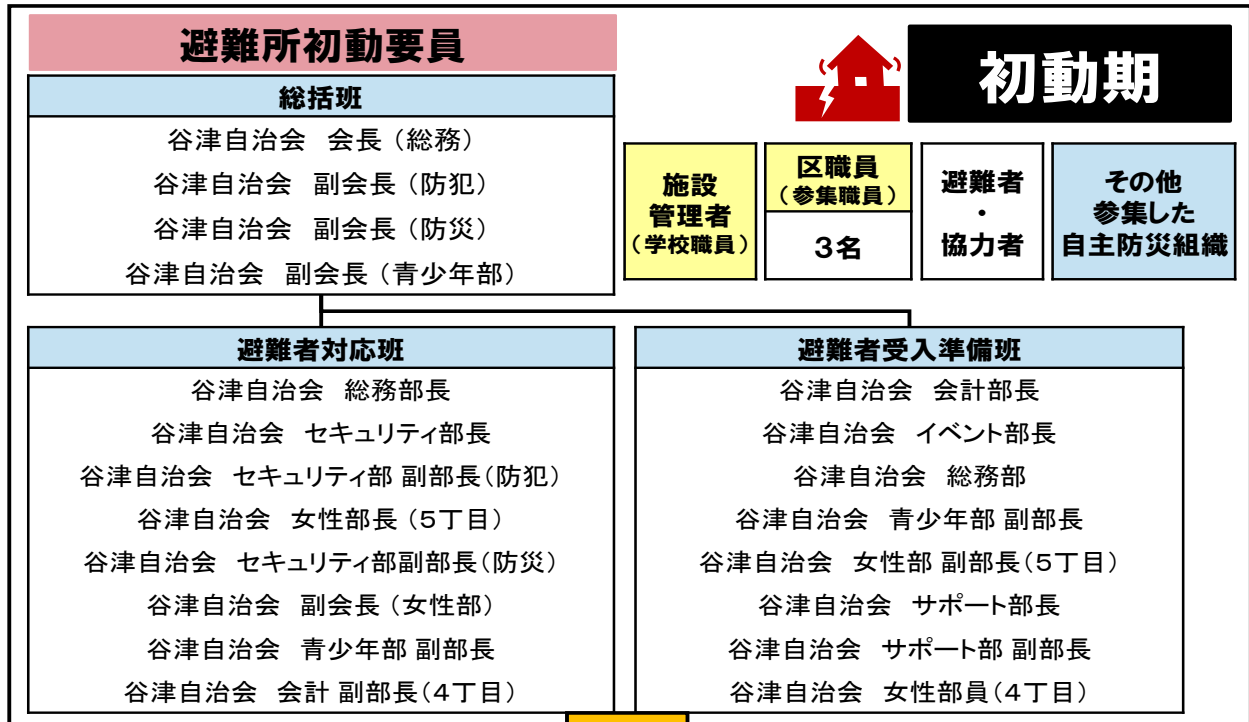 避難所初動要員
初動期
総括班
谷津自治会　会長（総務）
谷津自治会　副会長（防犯）
谷津自治会　副会長（防災）
谷津自治会　副会長（青少年部）
施設
管理者
（学校職員）
区職員
（参集職員）
３名
避難者
・
協力者
その他
参集した
自主防災組織
避難者対応班
谷津自治会　総務部長
谷津自治会　セキュリティ部長
谷津自治会　セキュリティ部 副部長（防犯）
谷津自治会　女性部長（５丁目）
谷津自治会　セキュリティ部副部長（防災）
谷津自治会　副会長（女性部）
谷津自治会　青少年部 副部長
谷津自治会　会計 副部長（４丁目）
避難者受入準備班
谷津自治会　会計部長
谷津自治会　イベント部長
谷津自治会　総務部
谷津自治会　青少年部 副部長
谷津自治会　女性部 副部長（５丁目）
谷津自治会　サポート部長
谷津自治会　サポート部 副部長
谷津自治会　女性部員（４丁目）